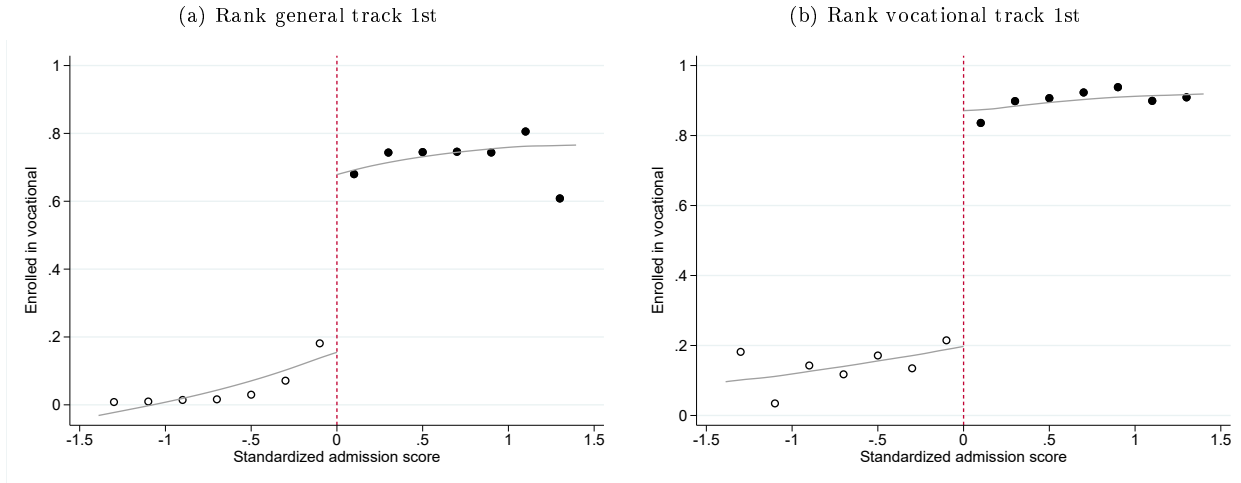 (a) Rank general track 1st
1
.8
.6
.4
.2
0
Enrolled in vocational
-1.5 -1 -.5 0 .5 1 1.5
Standardized admission score
(b) Rank vocational track 1st
1
.8
.6
.4
.2
0
Enrolled in vocational
-1.5 -1 -.5 0 .5 1 1.5
Standardized admission score